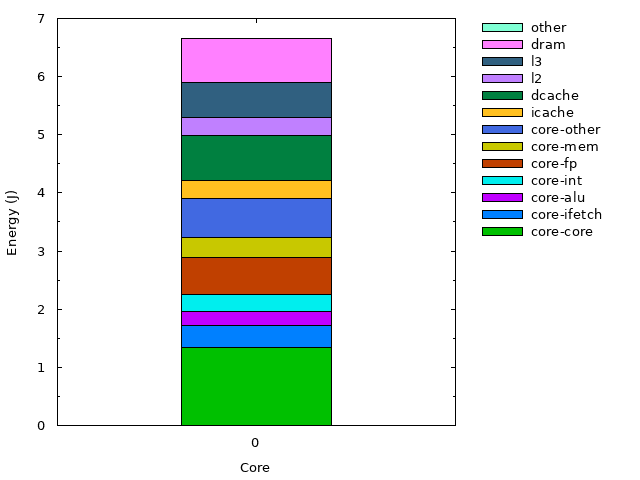 7
6
5
4
3
2
1
0
Energy (J)
0
Core
other
dram
l3
l2
dcache
icache
core-other
core-mem
core-fp
core-int
core-alu
core-ifetch
core-core